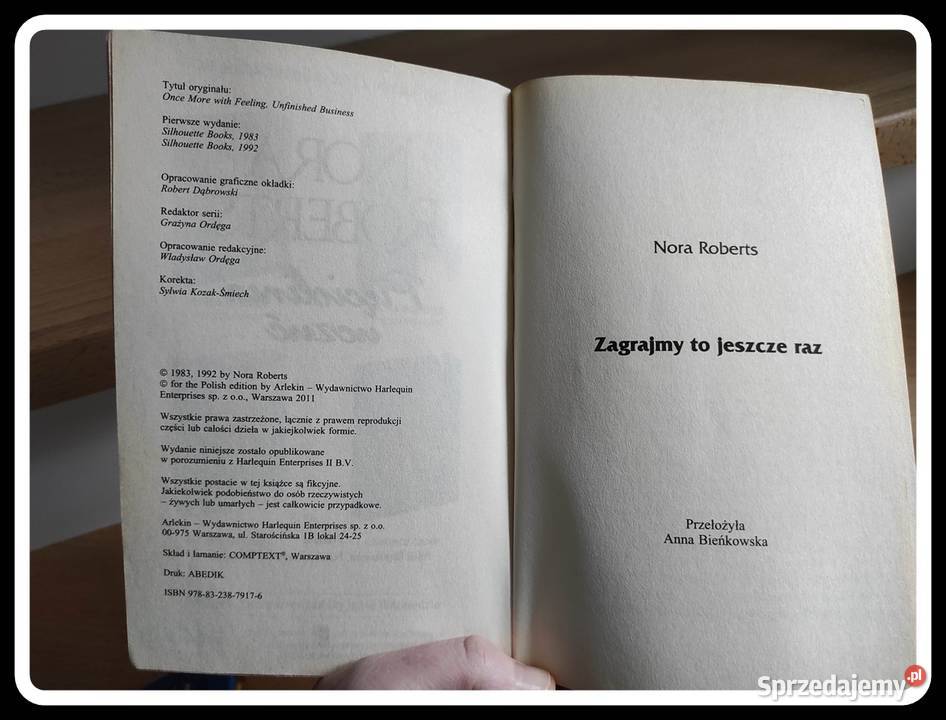 Tytuł oryginału:
Once More with Feeling, Unfinished Business
Pierwsze wydanie:
Silhouette Books, 1983
Silhouette Books, 1992
Opracowanie graficzne okładki:
Robert Dąbrowski
Redaktor serii:
Grażyna Ordęga
Opracowanie redakcyjne:
Władysław Ordęga
Korekta:
Sylwia Kozak-Śmiech
© 1983, 1992 by Nora Roberts
© for the Polish edition by Arlekin – Wydawnictwo Harlequin
Enterprises sp. z o.o., Warszawa 2011
Wszystkie prawa zastrzeżone, łącznie z prawem reprodukcji
części lub całości dzieła w jakiejkolwiek formie.
Wydanie niniejsze zostało opublikowane
w porozumieniu z Harlequin Enterprises II B.V.
Wszystkie postacie w tej książce są fikcyjne.
Jakiekolwiek podobieństwo do osób rzeczywistych
– żywych lub umarłych – jest całkowicie przypadkowe.
Arlekin – Wydawnictwo Harlequin Enterprises sp. z o.o.
00-975 Warszawa, ul. Starościńska 1B lokal 24-25
Skład i łamanie: COMPTEXT®, Warszawa
Druk: ABEDIK
ISBN 978-83-238-7917-6
Nora Roberts
Zagrajmy to jeszcze raz
Przełożyła
Anna Bieńkowska
Sprzedajemy.pl